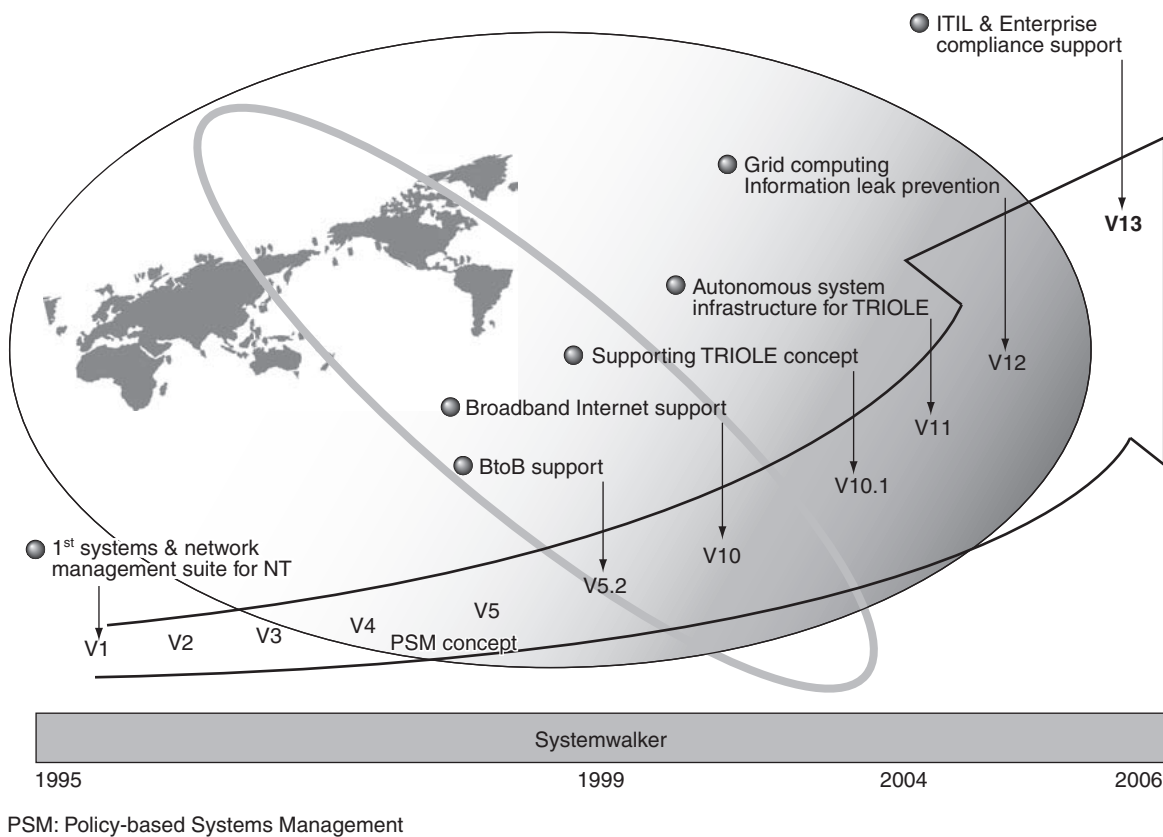 ITIL & Enterprise
compliance support
Grid computing
Information leak prevention
V13
Autonomous system
infrastructure for TRIOLE
Supporting TRIOLE concept
V12
Broadband Internet support
V11
BtoB support
V10.1
1st systems & network
management suite for NT
V10
V5.2
V5
V4
V3
V2
V1
PSM concept
Systemwalker
1995
1999
2004
2006
PSM: Policy-based Systems Management